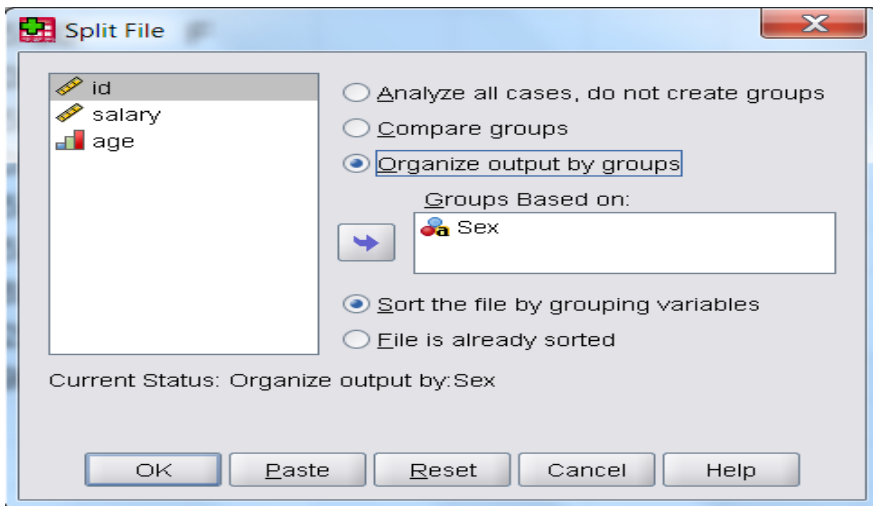 Split File
id
salary
age
Analyze all cases, do not create groups
Compare groups
Organize output by groups
Groups Based on:
a Sex
Sort the file by grouping variables
File is already sorted
Current Status: Organize output by:Sex
OK
Paste
Reset
Cancel
Help